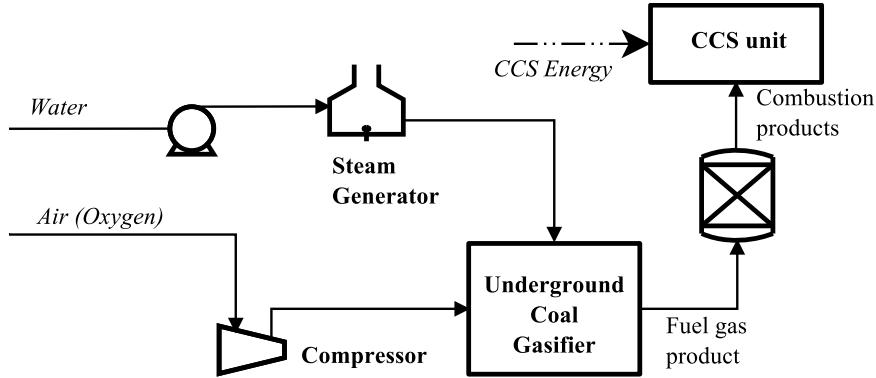 CCS unit
CCS Energy
Combustion
products
Water
Steam
Generator
Air (Oxygen)
Underground
Coal
Gasifier
Fuel gas
product
Compressor